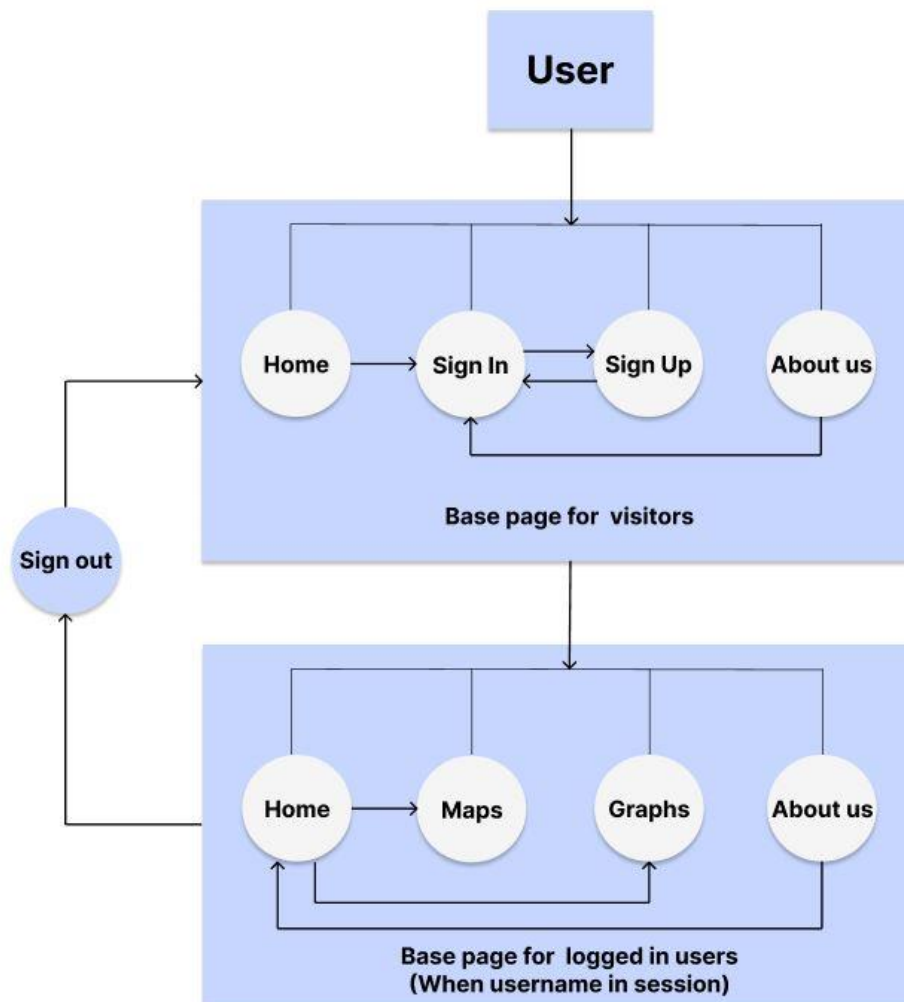 User
Home
Sign In
Sign Up
About us
Base page for visitors
Sign out
Home
Maps
Graphs
About us
Base page for logged in users
(When username in session)